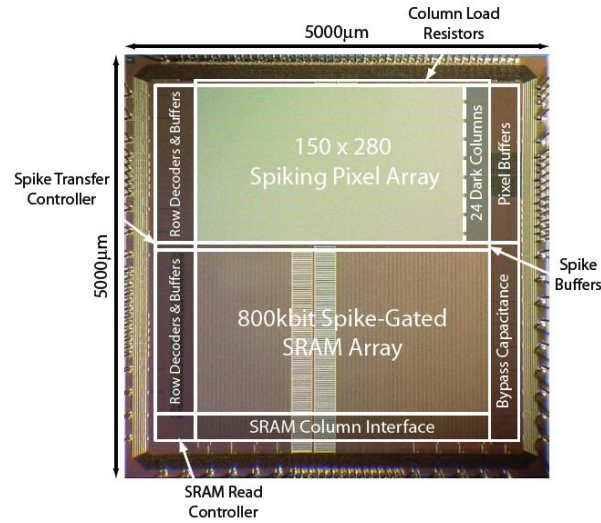 Column Load
Resistors
5000μm
5000μm
Row Decoders & Buffers
150 x 280
Spiking Pixel Array
24 Dark Columns
Pixel Buffers
Spike Transfer
Controller
Spike
Buffers
Row Decoders & Buffers
800kbit Spike-Gated
SRAM Array
Bypass Capacitance
SRAM Column Interface
SRAM Read
Controller